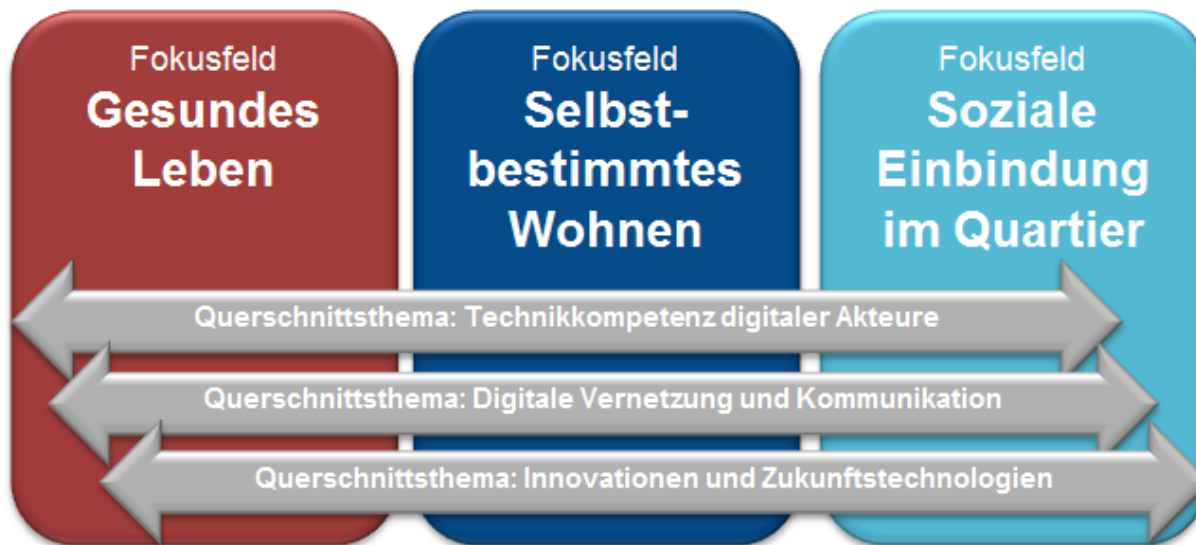 Fokusfeld
Gesundes
Leben
Fokusfeld
Selbst-
bestimmtes
Wohnen
Fokusfeld
Soziale
Einbindung
im Quartier
Querschnittsthema: Technikkompetenz digitaler Akteure
Querschnittsthema: Digitale Vernetzung und Kommunikation
Querschnittsthema: Innovationen und Zukunftstechnologien